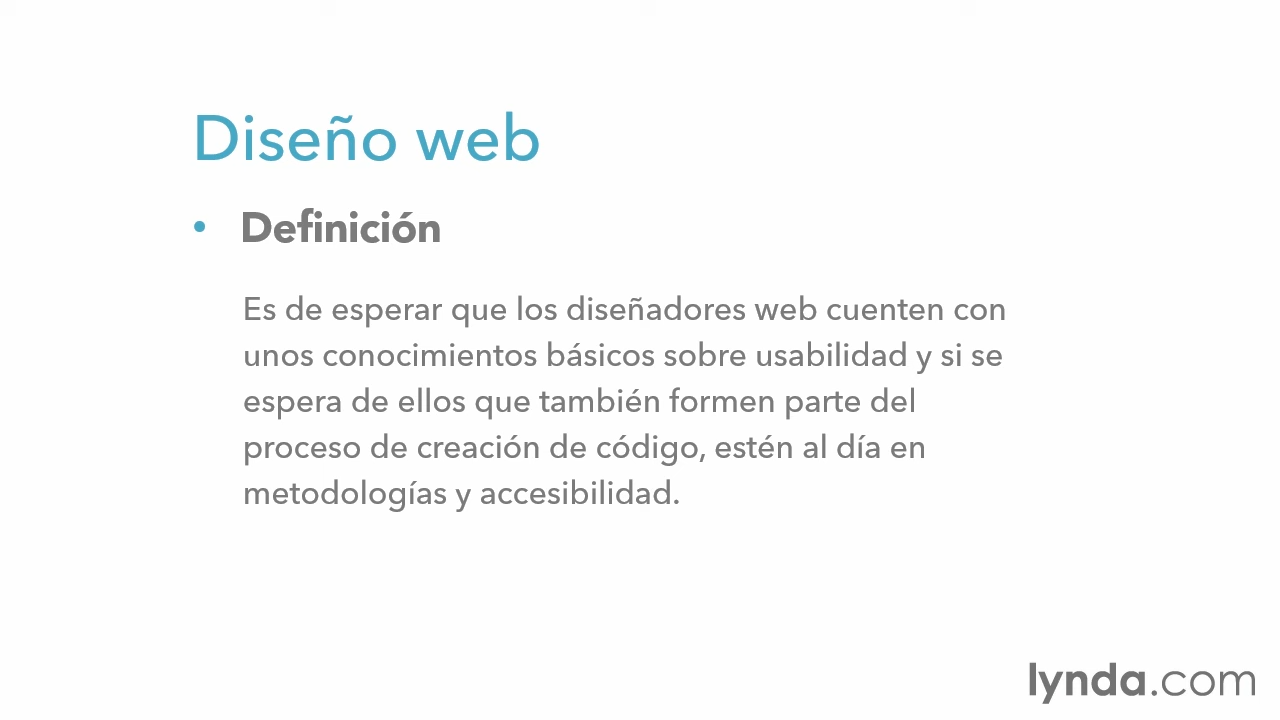 Diseño web
• Definición
Es de esperar que los diseñadores web cuenten con
unos conocimientos básicos sobre usabilidad y si se
espera de ellos que también formen parte del
proceso de creación de código, estén al día en
metodologías y accesibilidad.
lynda.com